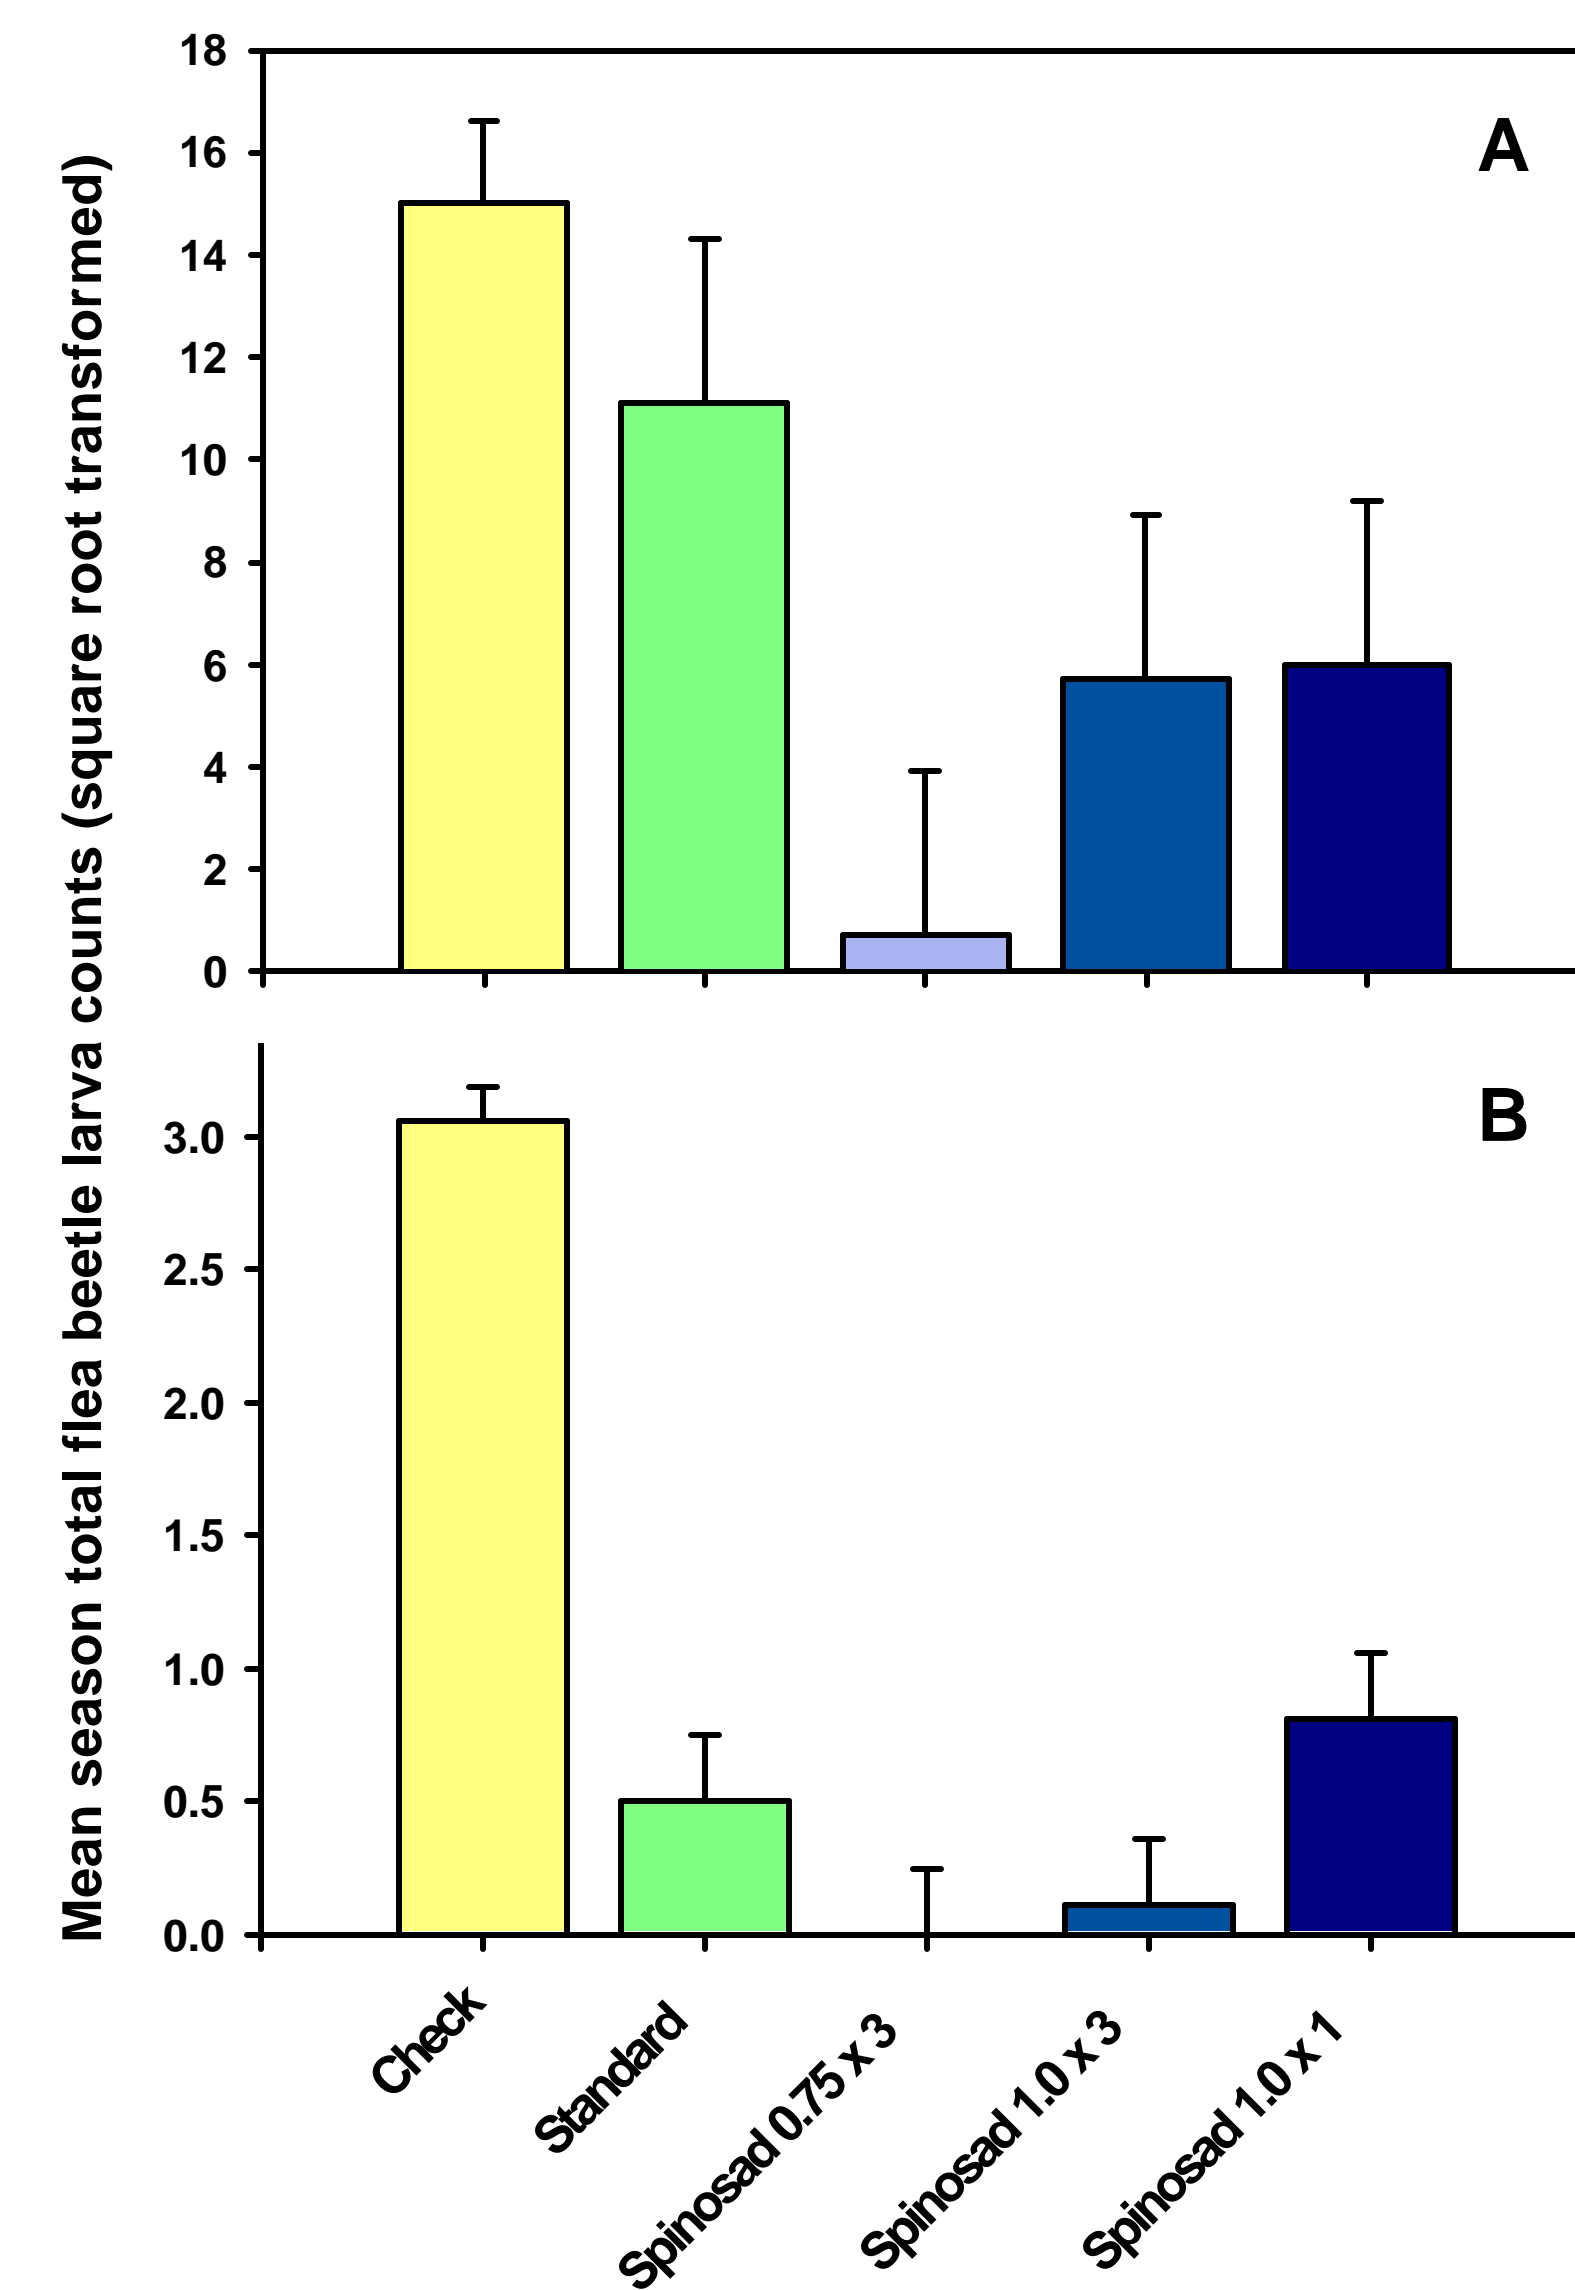 Mean season total flea beetle larva counts (square root transformed)
18
16
14
12
10
8
6
4
2
0
A
3.0
2.5
2.0
1.5
1.0
0.5
0.0
B
Check
Standard
Spinosad 0.75 x 3
Spinosad 1.0 x 3
Spinosad 1.0 x 1